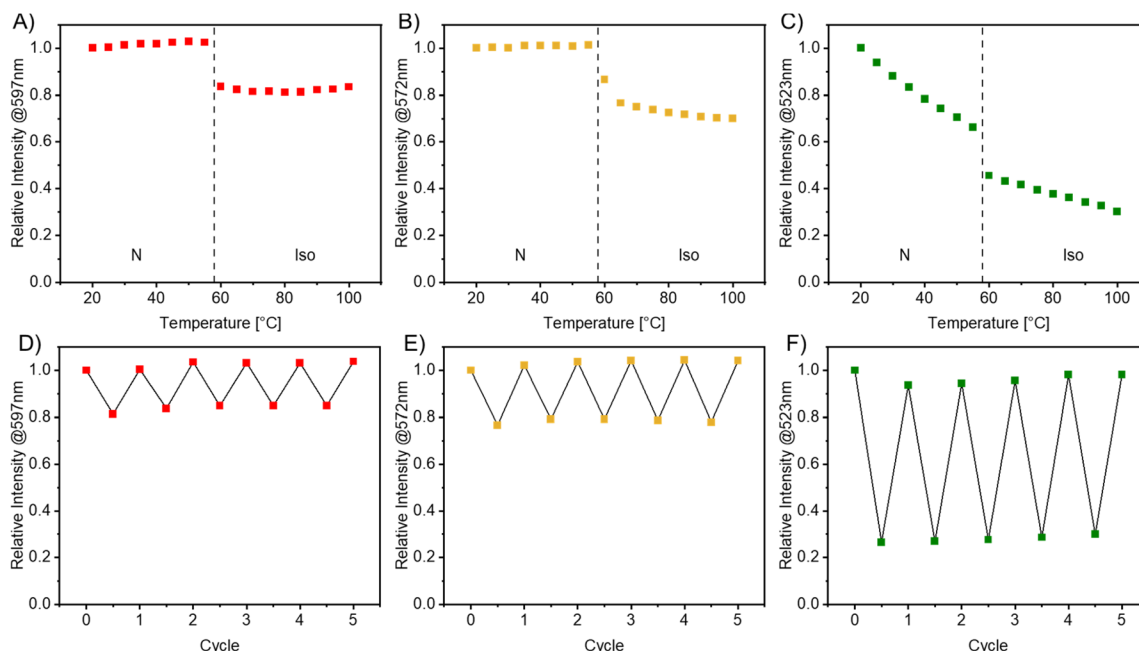 A)
Relative Intensity @597nm
1.0
0.8
0.6
0.4
0.2
0.0
N
Iso
20 40 60 80 100
Temperature [°C]
B)
Relative Intensity @572nm
1.0
0.8
0.6
0.4
0.2
0.0
N
Iso
20 40 60 80 100
Temperature [°C]
C)
Relative Intensity @523nm
1.0
0.8
0.6
0.4
0.2
0.0
N
Iso
20 40 60 80 100
Temperature [°C]
D)
Relative Intensity @597nm
1.0
0.8
0.6
0.4
0.2
0.0
0 1 2 3 4 5
Cycle
E)
Relative Intensity @572nm
1.0
0.8
0.6
0.4
0.2
0.0
0 1 2 3 4 5
Cycle
F)
Relative Intensity @523nm
1.0
0.8
0.6
0.4
0.2
0.0
0 1 2 3 4 5
Cycle